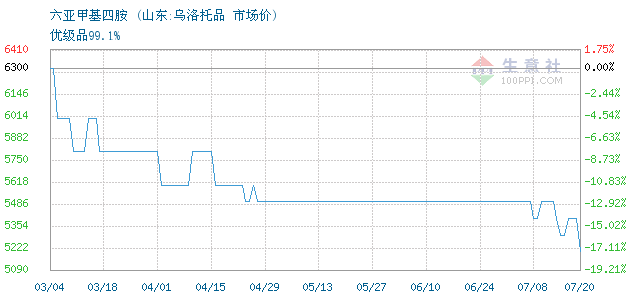 六亚甲基四胺 (山东:乌洛托品 市场价)
优级品99.1%
6410 1.75%
6300 0.00%
生意社
100PPI.COM
6146 -2.44%
6014 -4.54%
5882 -6.63%
5750 -8.73%
5618 -10.83%
5486 -12.92%
5354 -15.02%
5222 -17.11%
5090 -19.21%
03/04 03/18 04/01 04/15 04/29 05/13 05/27 06/10 06/24 07/08 07/20